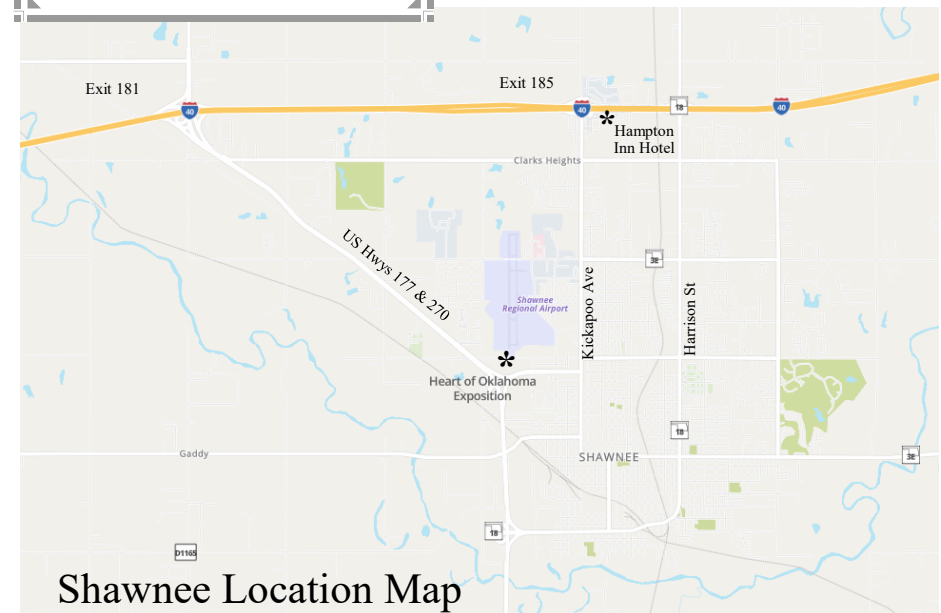 Exit 181
Exit 185
40
40
18
40
Hampton
Inn Hotel
Clarks Heights
US Hwys 177 & 270
3E
Kickapoo Ave
Harrison St
Shawnee
Regional Airport
Heart of Oklahoma
Exposition
18
Gaddy
SHAWNEE
3E
18
D1165
Shawnee Location Map